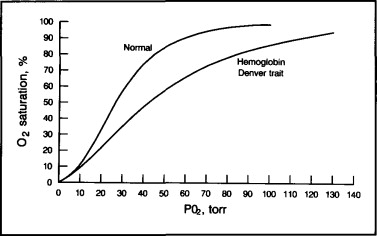 100
90
80
70
60
50
40
30
20
10
0
O2 saturation, %
Normal
Hemoglobin
Denver trait
0 10 20 30 40 50 60 70 80 90 100 110 120 130 140
PO2, torr